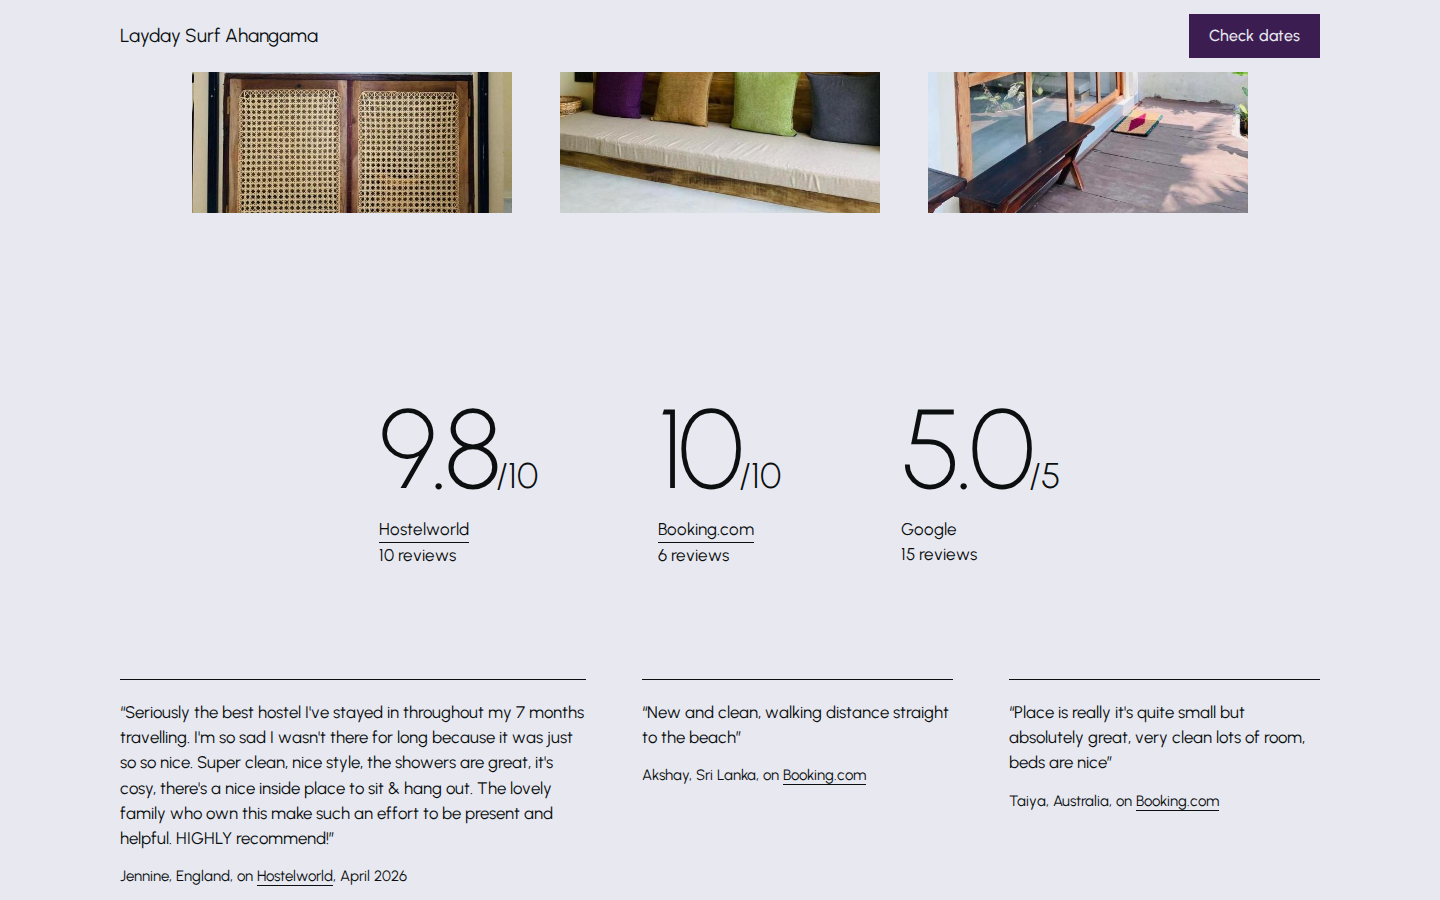 Layday Surf Ahangama
Check dates
9.8/10
Hostelworld
10 reviews
10/10
Booking.com
6 reviews
5.0/5
Google
15 reviews
“Seriously the best hostel I've stayed in throughout my 7 months
travelling. I'm so sad I wasn't there for long because it was just
so so nice. Super clean, nice style, the showers are great, it's
cosy, there's a nice inside place to sit & hang out. The lovely
family who own this make such an effort to be present and
helpful. HIGHLY recommend!”
Jennine, England, on Hostelworld, April 2026
“New and clean, walking distance straight
to the beach”
Akshay, Sri Lanka, on Booking.com
“Place is really it's quite small but
absolutely great, very clean lots of room,
beds are nice”
Taiya, Australia, on Booking.com